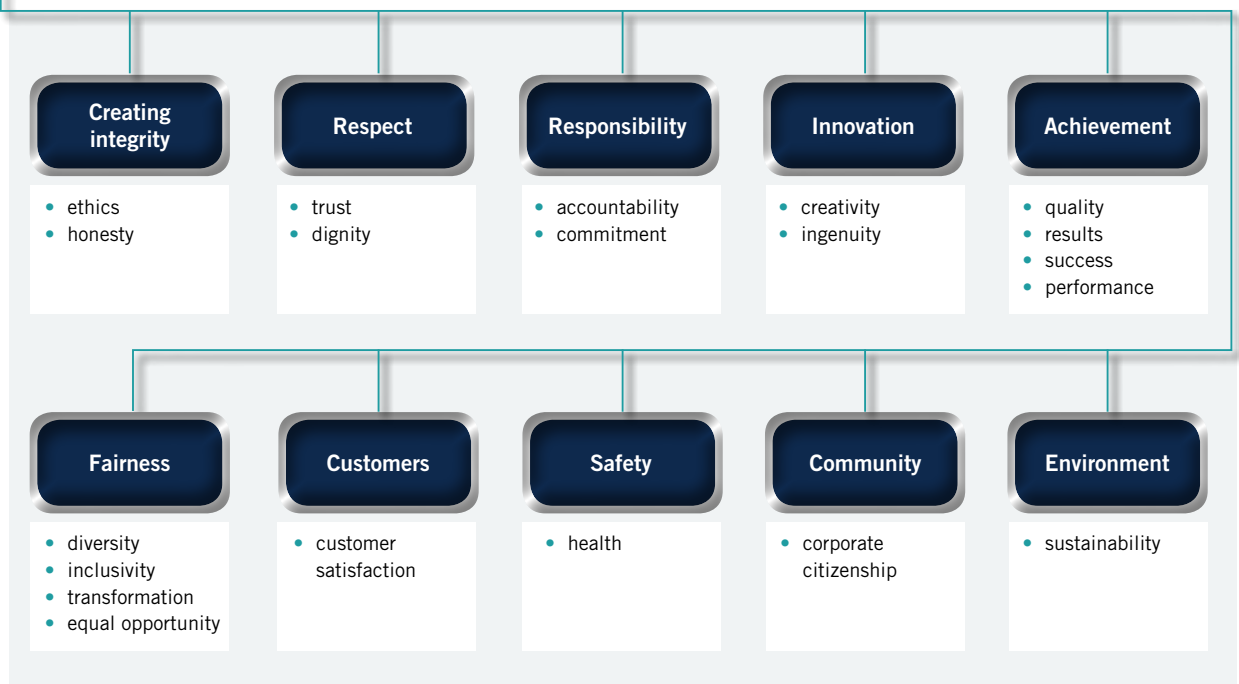 Creating
integrity
• ethics
• honesty
Respect
• trust
• dignity
Responsibility
• accountability
• commitment
Innovation
• creativity
• ingenuity
Achievement
• quality
• results
• success
• performance
Fairness
• diversity
• inclusivity
• transformation
• equal opportunity
Customers
• customer
satisfaction
Safety
• health
Community
• corporate
citizenship
Environment
• sustainability